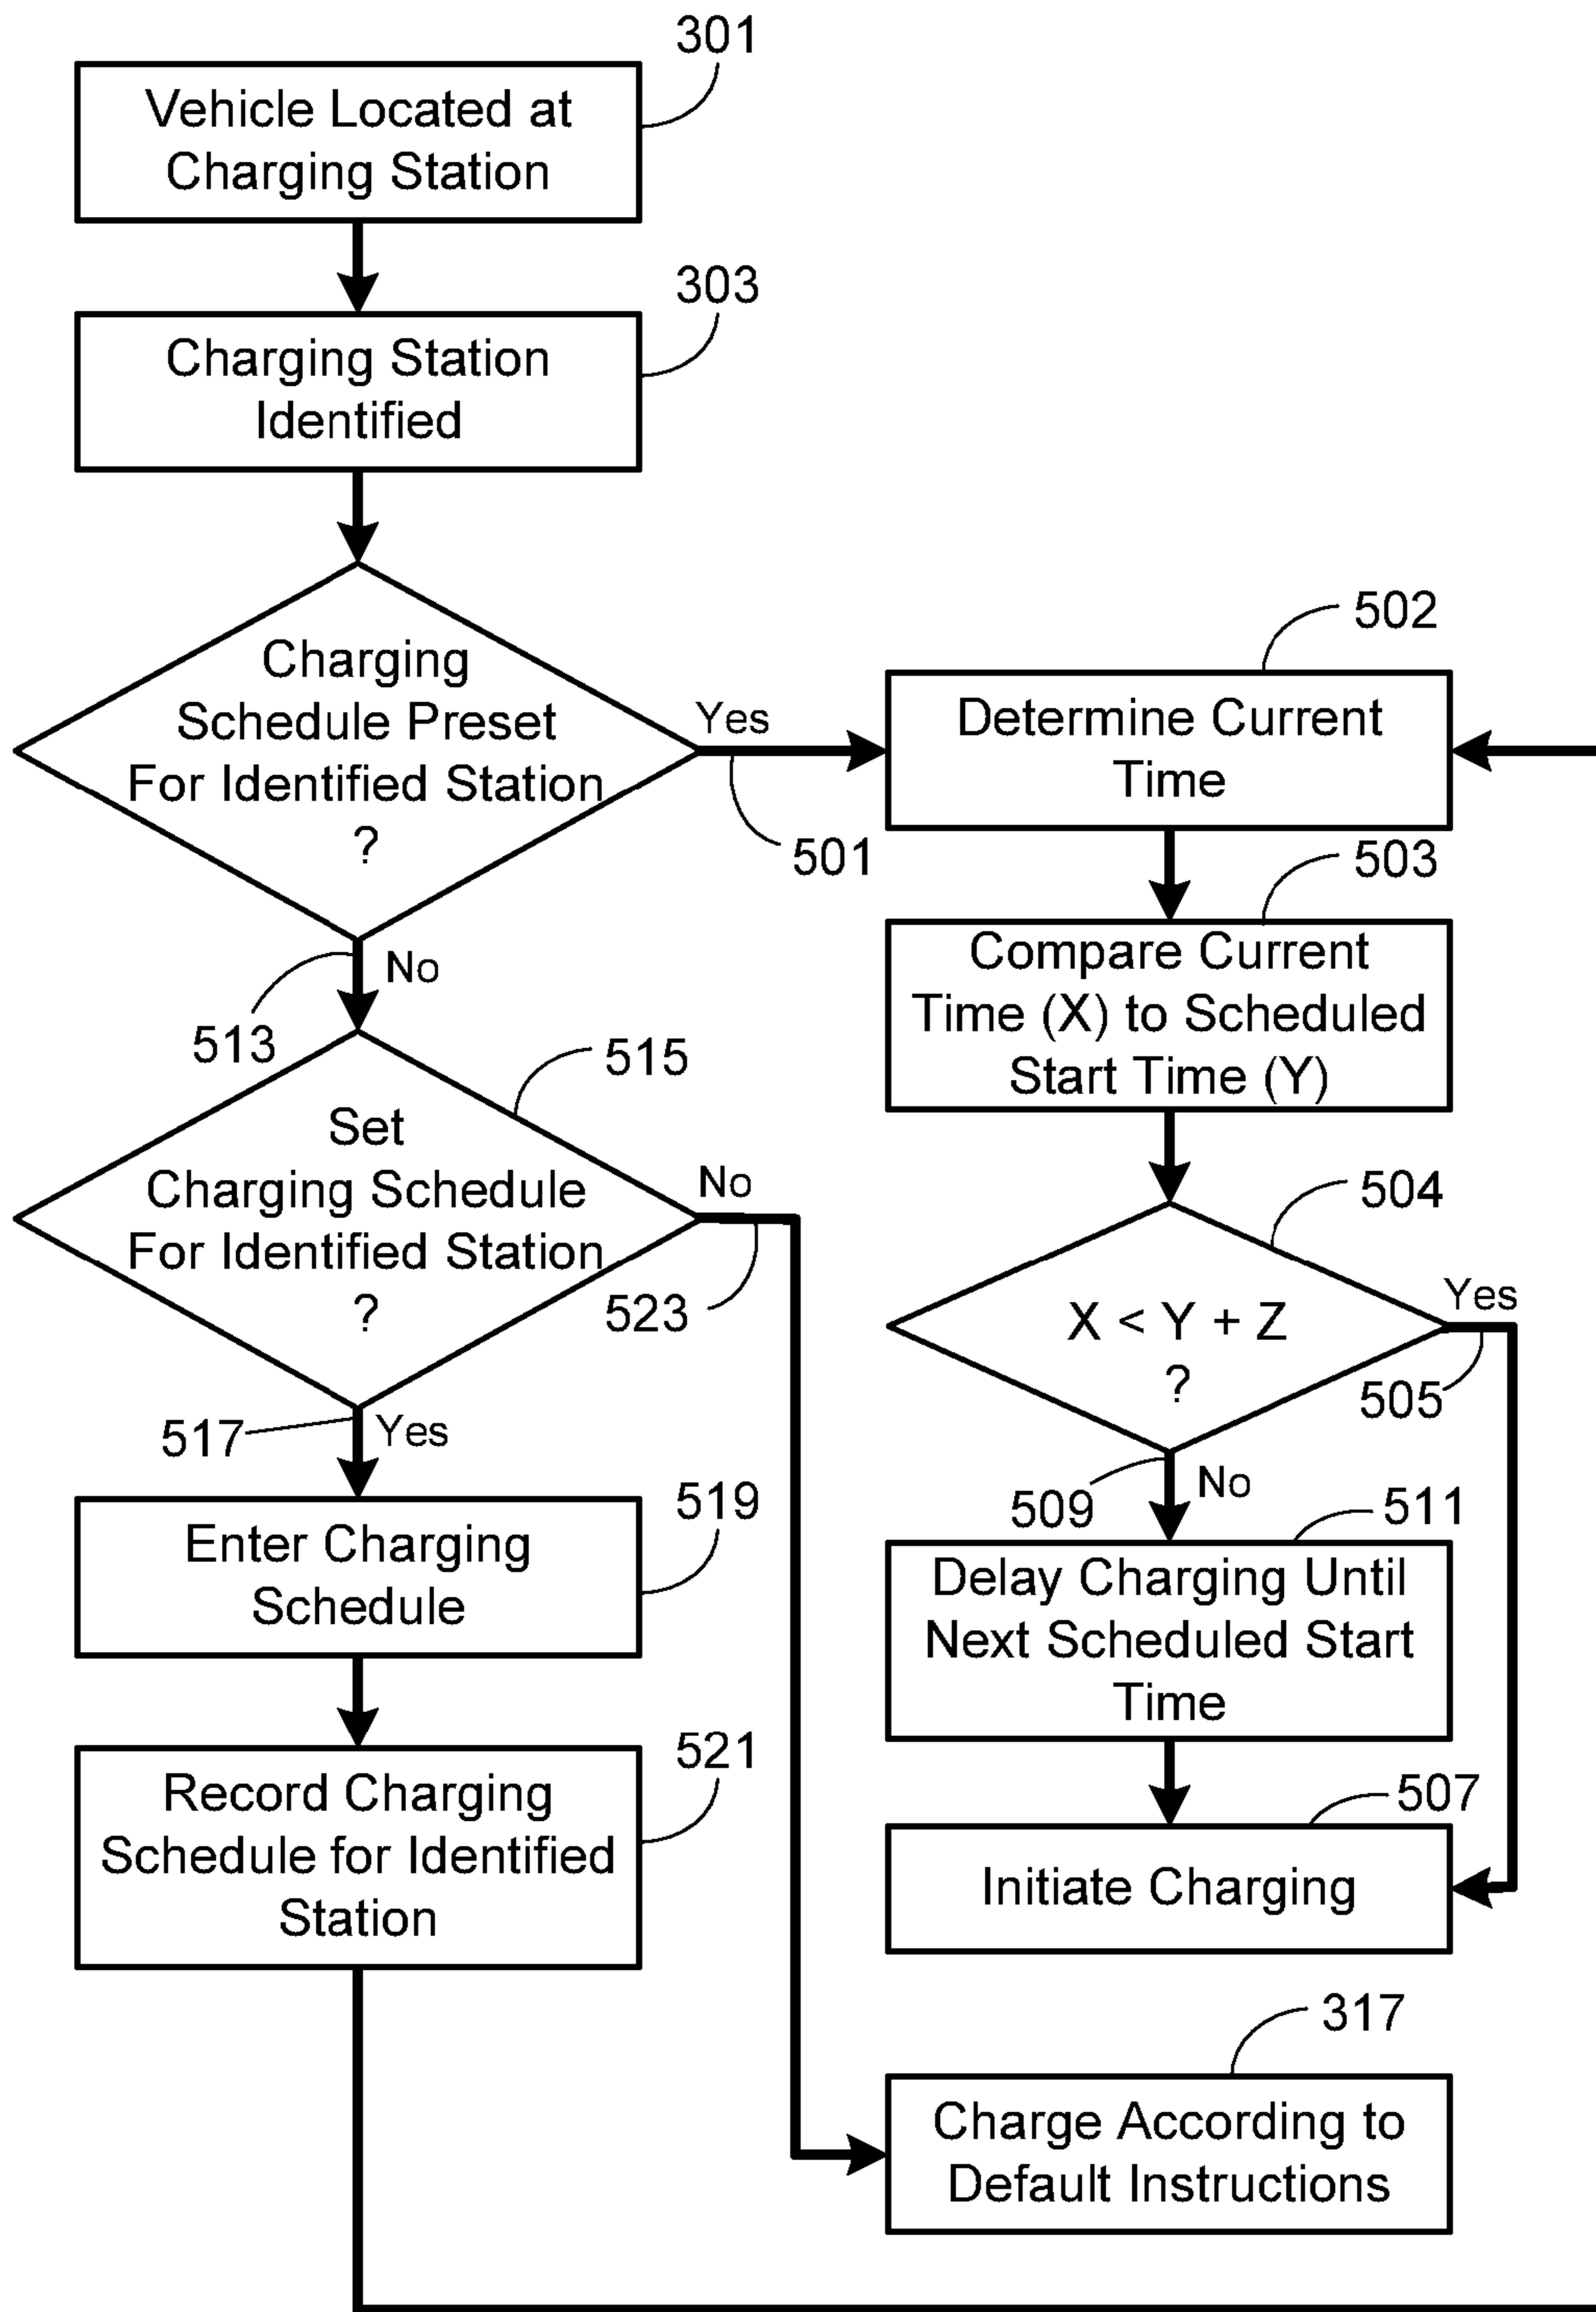 301
Vehicle Located at
Charging Station
303
Charging Station
Identified
Charging
Schedule Preset
For Identified Station
?
Yes
501
502
Determine Current
Time
503
Compare Current
Time (X) to Scheduled
Start Time (Y)
No
513
515
Set
Charging Schedule
For Identified Station
?
No
523
504
X < Y + Z
?
Yes
505
517
Yes
509
No
511
Delay Charging Until
Next Scheduled Start
Time
519
Enter Charging
Schedule
521
Record Charging
Schedule for Identified
Station
507
Initiate Charging
317
Charge According to
Default Instructions